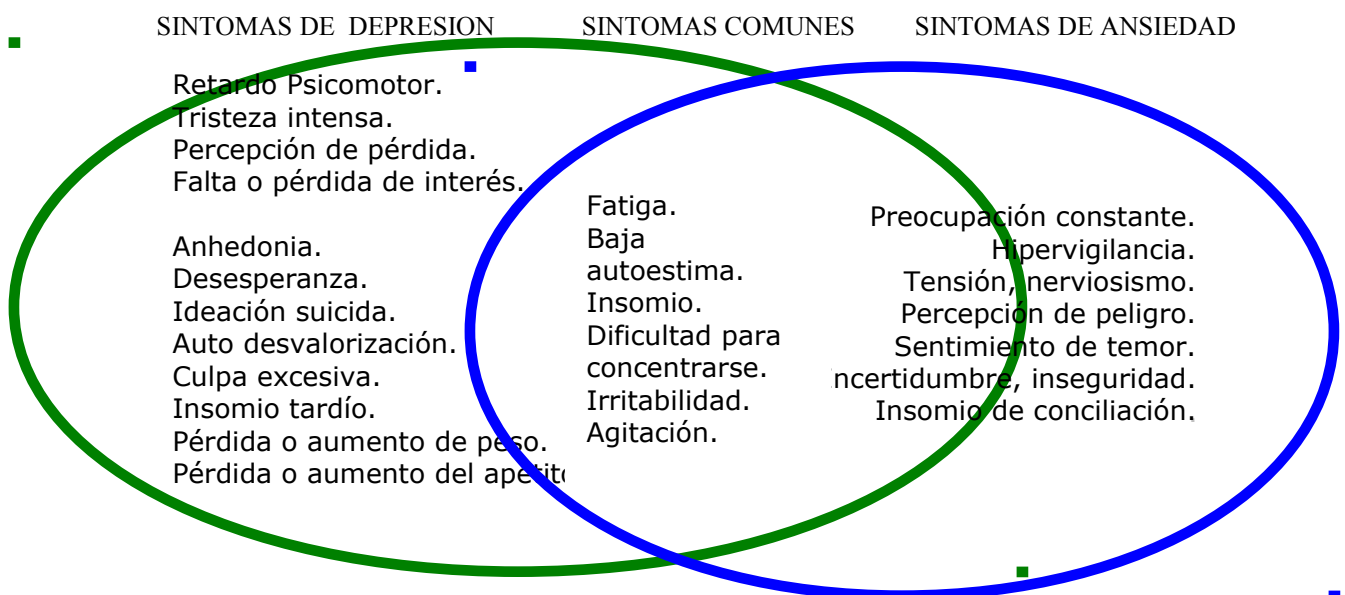 SINTOMAS DE DEPRESION
SINTOMAS COMUNES
SINTOMAS DE ANSIEDAD
Retardo Psicomotor.
Tristeza intensa.
Percepción de pérdida.
Falta o pérdida de interés.
Anhedonia.
Desesperanza.
Ideación suicida.
Auto desvalorización.
Culpa excesiva.
Insomio tardío.
Pérdida o aumento de peso.
Pérdida o aumento del apetito
Fatiga.
Baja
autoestima.
Insomio.
Dificultad para
concentrarse.
Irritabilidad.
Agitación.
Preocupación constante.
Hipervigilancia.
Tensión, nerviosismo.
Percepción de peligro.
Sentimiento de temor.
ncertidumbre, inseguridad.
Insomio de conciliación.